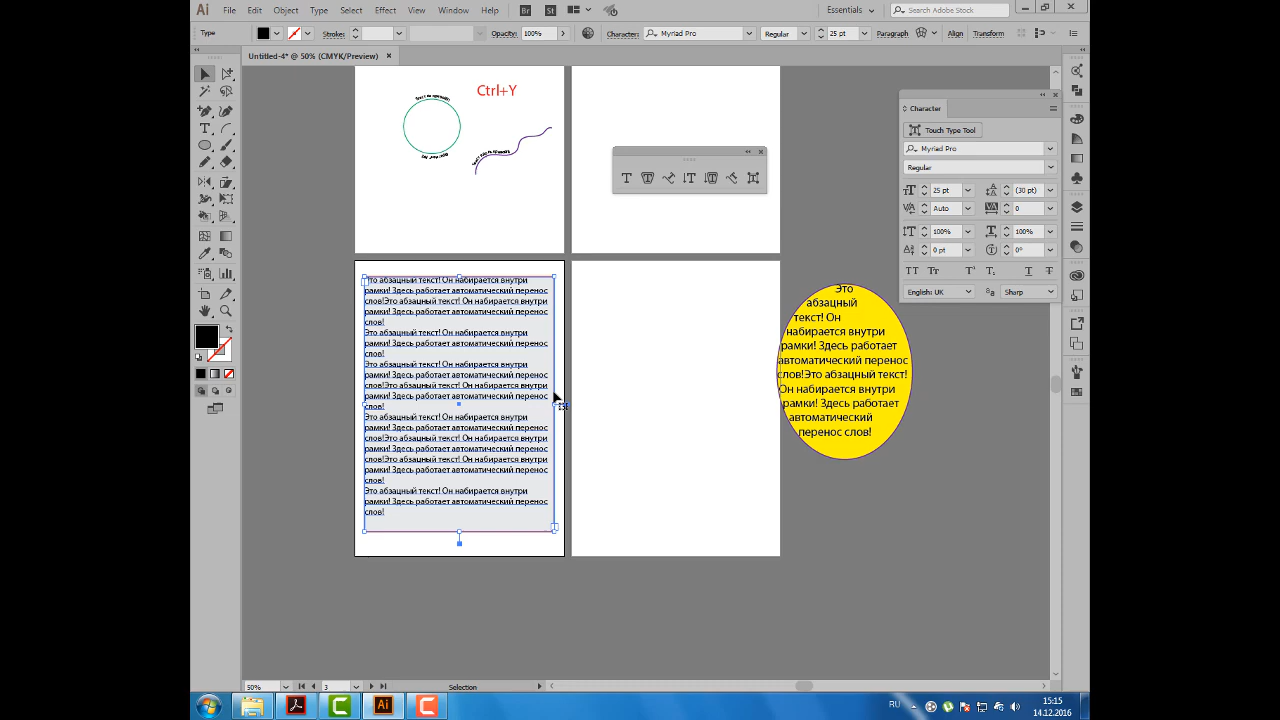 Ai File Edit Object Type Select Effect View Window Help Br St Essentials Search Adobe Stock
Type Stroke: Opacity: 100% Character: Myriad Pro Regular 25 pt Paragraph Align Transform
Untitled-4* @ 50% (CMYK/Preview)
Ctrl+Y
Character
Touch Type Tool
Myriad Pro
Regular
25 pt (30 pt)
Auto 0
100% 100%
0 pt 0°
English: UK Sharp
Это абзацный текст! Он набирается внутри
рамки! Здесь работает автоматический перенос
слов!Это абзацный текст! Он набирается внутри
рамки! Здесь работает автоматический перенос
слов!
Это абзацный текст! Он набирается внутри
рамки! Здесь работает автоматический перенос
слов!
Это абзацный текст! Он набирается внутри
рамки! Здесь работает автоматический перенос
слов!Это абзацный текст! Он набирается внутри
рамки! Здесь работает автоматический перенос
слов!
Это абзацный текст! Он набирается внутри
рамки! Здесь работает автоматический перенос
слов!Это абзацный текст! Он набирается внутри
рамки! Здесь работает автоматический перенос
слов!Это абзацный текст! Он набирается внутри
рамки! Здесь работает автоматический перенос
слов!
Это абзацный текст! Он набирается внутри
рамки! Здесь работает автоматический перенос
слов!
Это
абзацный
текст! Он
набирается внутри
рамки! Здесь работает
автоматический перенос
слов!Это абзацный текст!
Он набирается внутри
рамки! Здесь работает
автоматический
перенос слов!
50% 3 Selection
RU 15:15
14.12.2016